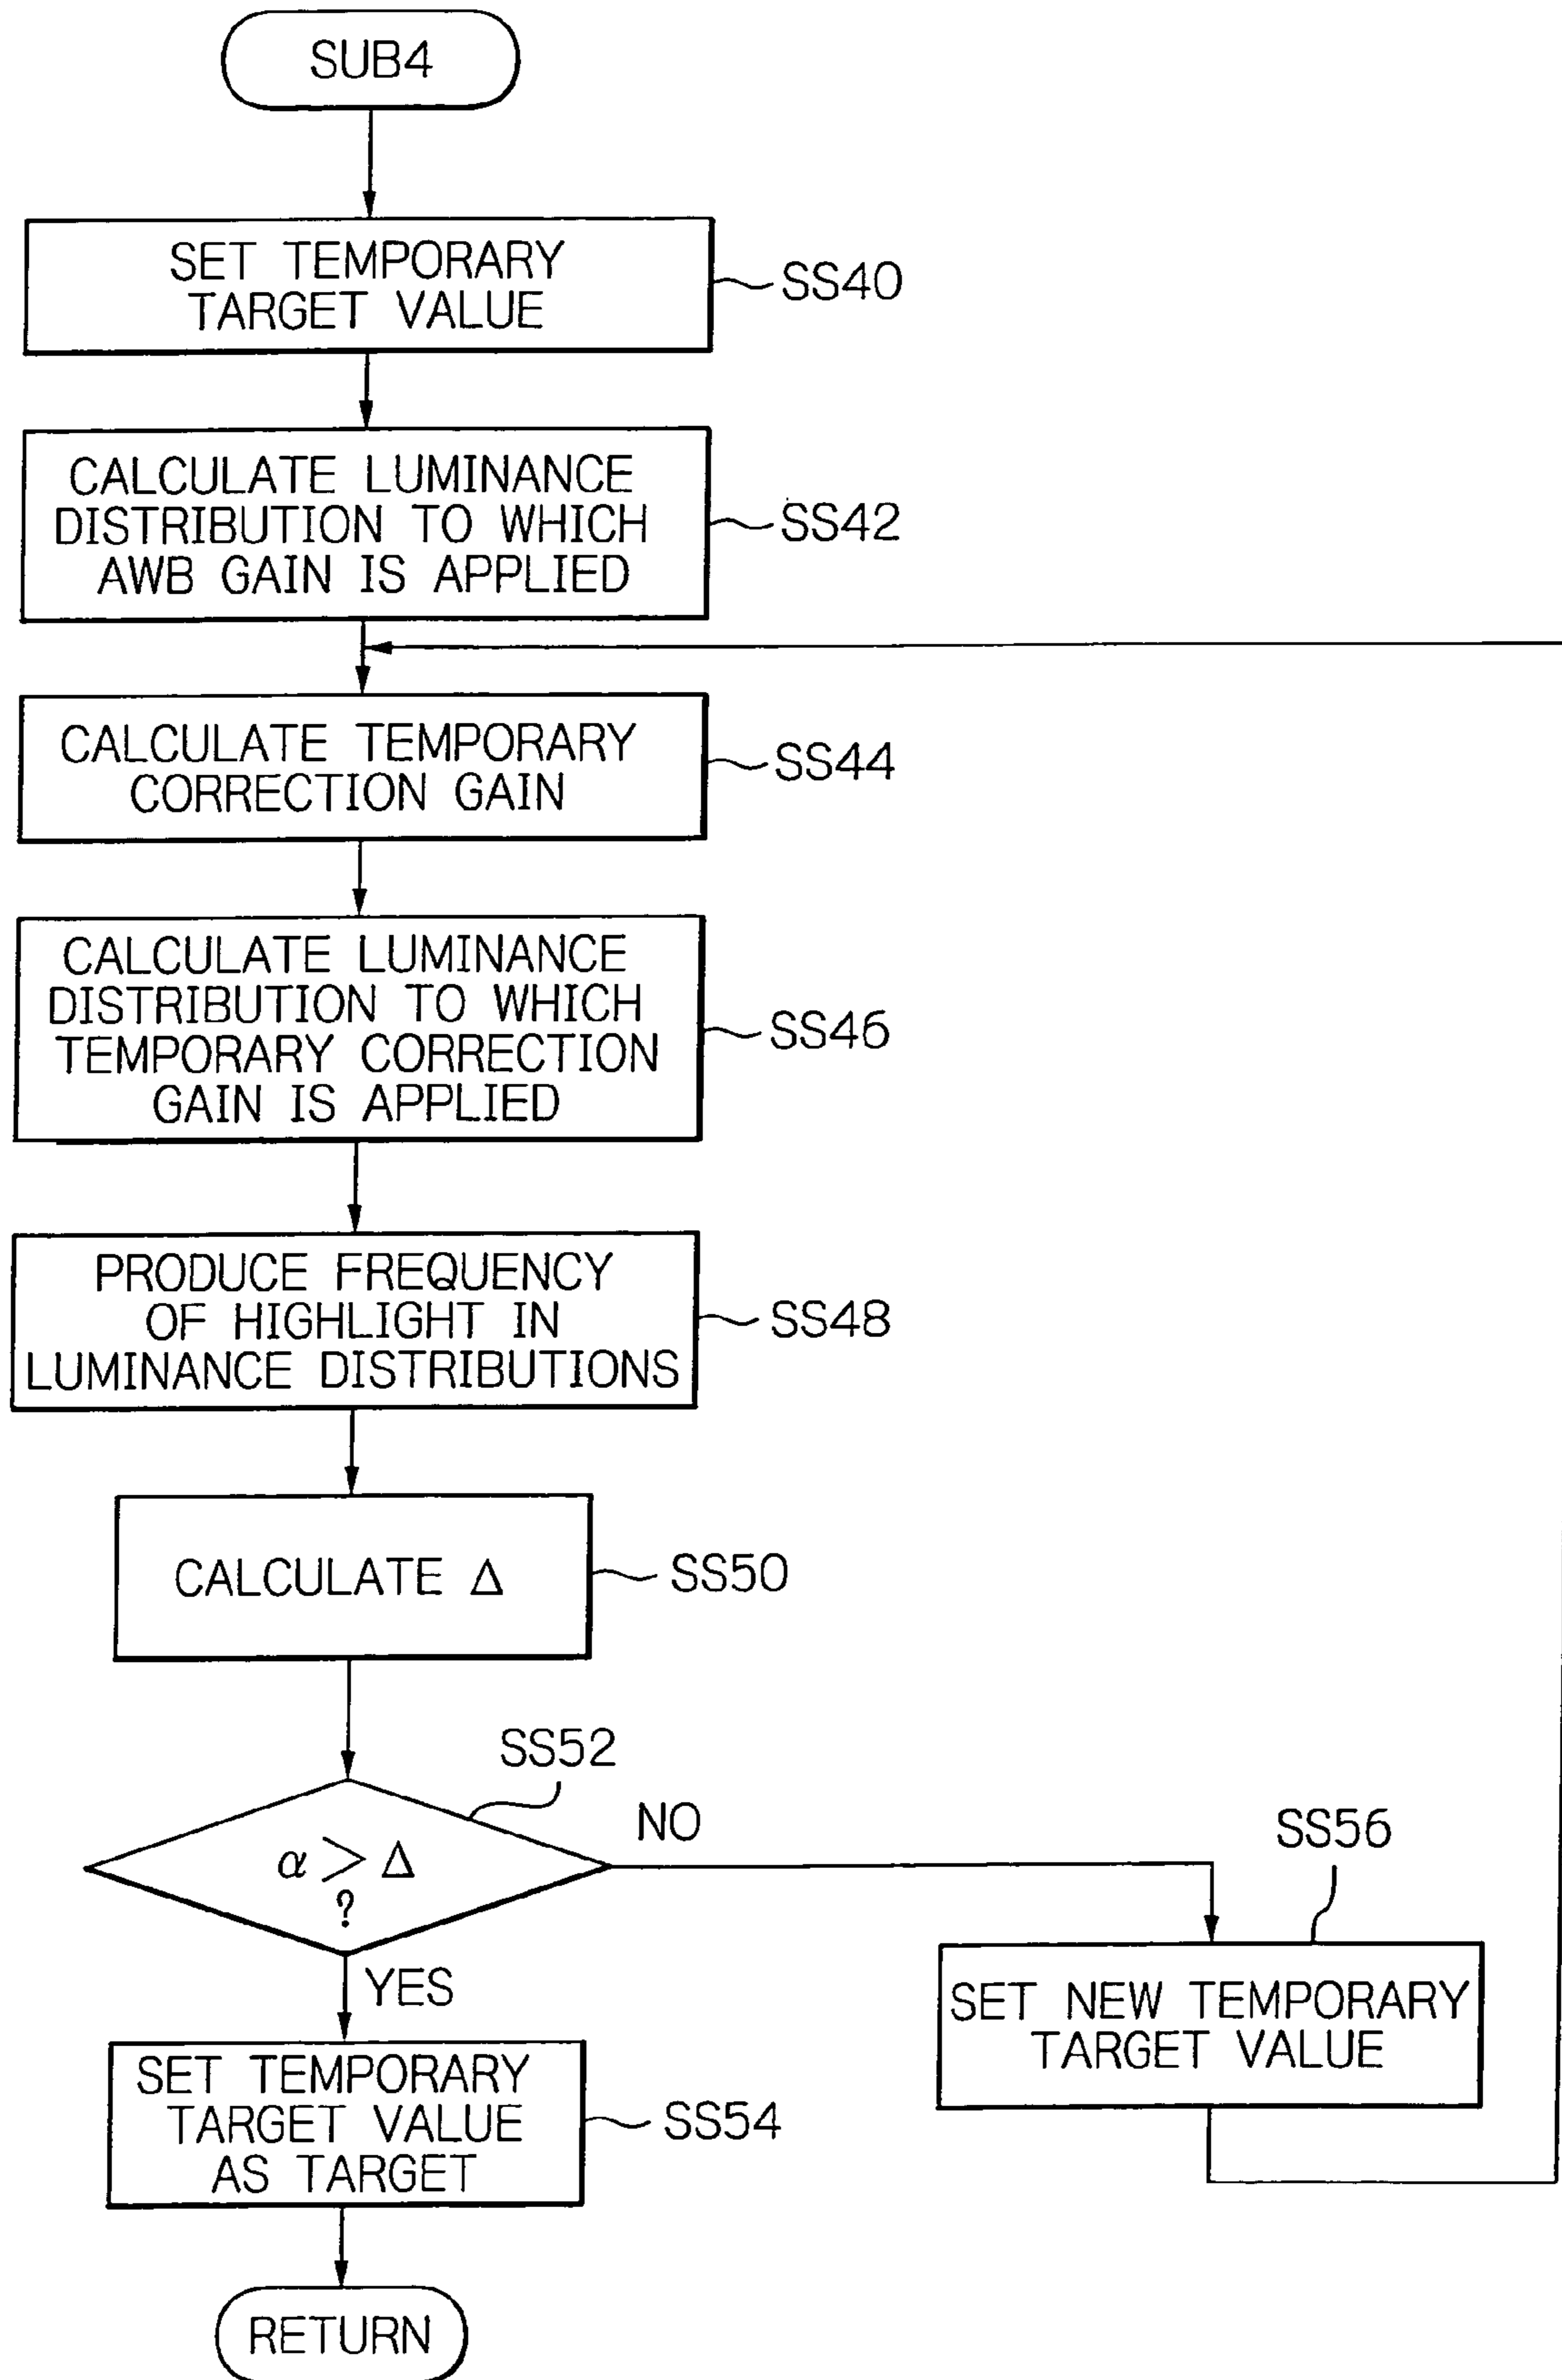 SUB4
SET TEMPORARY
TARGET VALUE
SS40
CALCULATE LUMINANCE
DISTRIBUTION TO WHICH
AWB GAIN IS APPLIED
SS42
CALCULATE TEMPORARY
CORRECTION GAIN
SS44
CALCULATE LUMINANCE
DISTRIBUTION TO WHICH
TEMPORARY CORRECTION
GAIN IS APPLIED
SS46
PRODUCE FREQUENCY
OF HIGHLIGHT IN
LUMINANCE DISTRIBUTIONS
SS48
CALCULATE Δ
SS50
SS52
α > Δ
?
NO
YES
SS56
SET NEW TEMPORARY
TARGET VALUE
SET TEMPORARY
TARGET VALUE
AS TARGET
SS54
RETURN